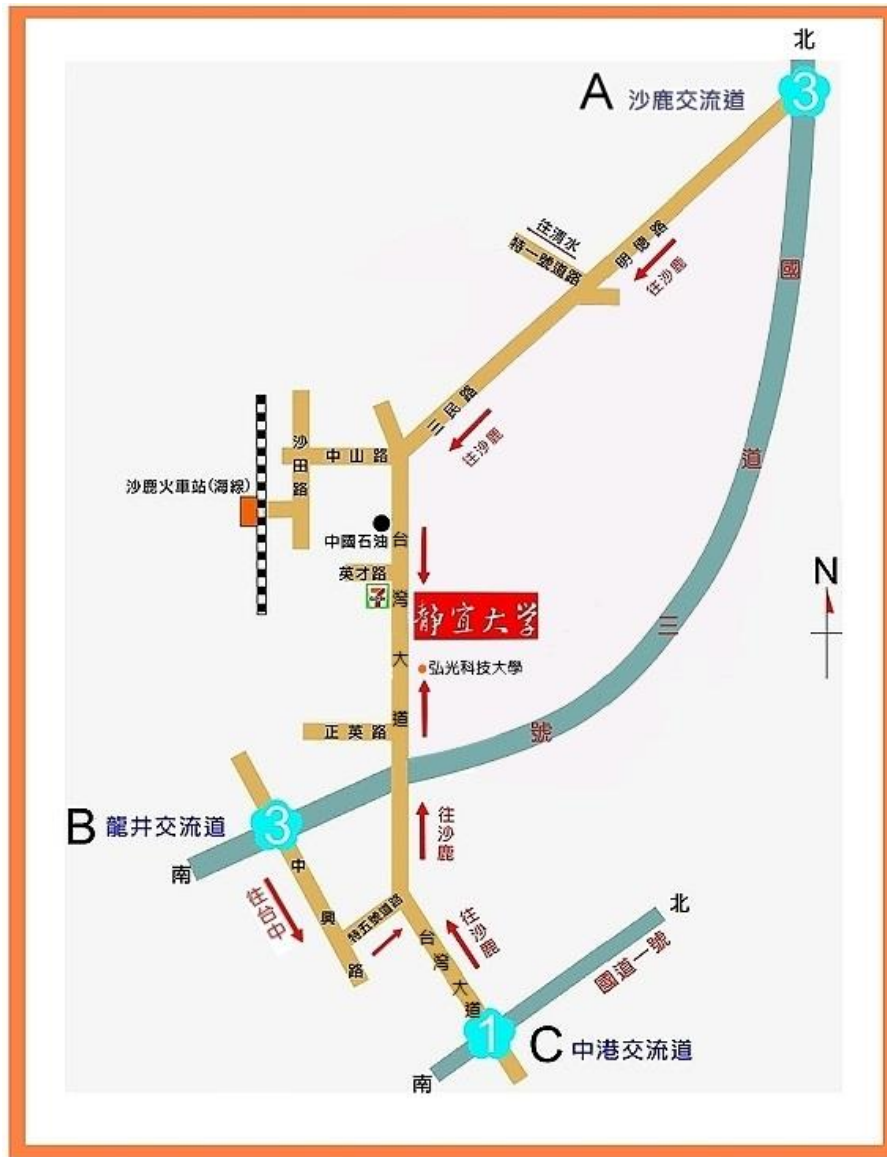 北
A 沙鹿交流道
3
往清水
特一號道路
明德路
往沙鹿
國道三號
三民路
往沙鹿
沙田路
中山路
沙鹿火車站(海線)
中國石油
台灣大道
英才路
7
静宜大学
弘光科技大學
N
正英路
B 龍井交流道
3
南
往台中
中興路
特五號道路
往沙鹿
往沙鹿
台灣大道
北
國道一號
1
C 中港交流道
南